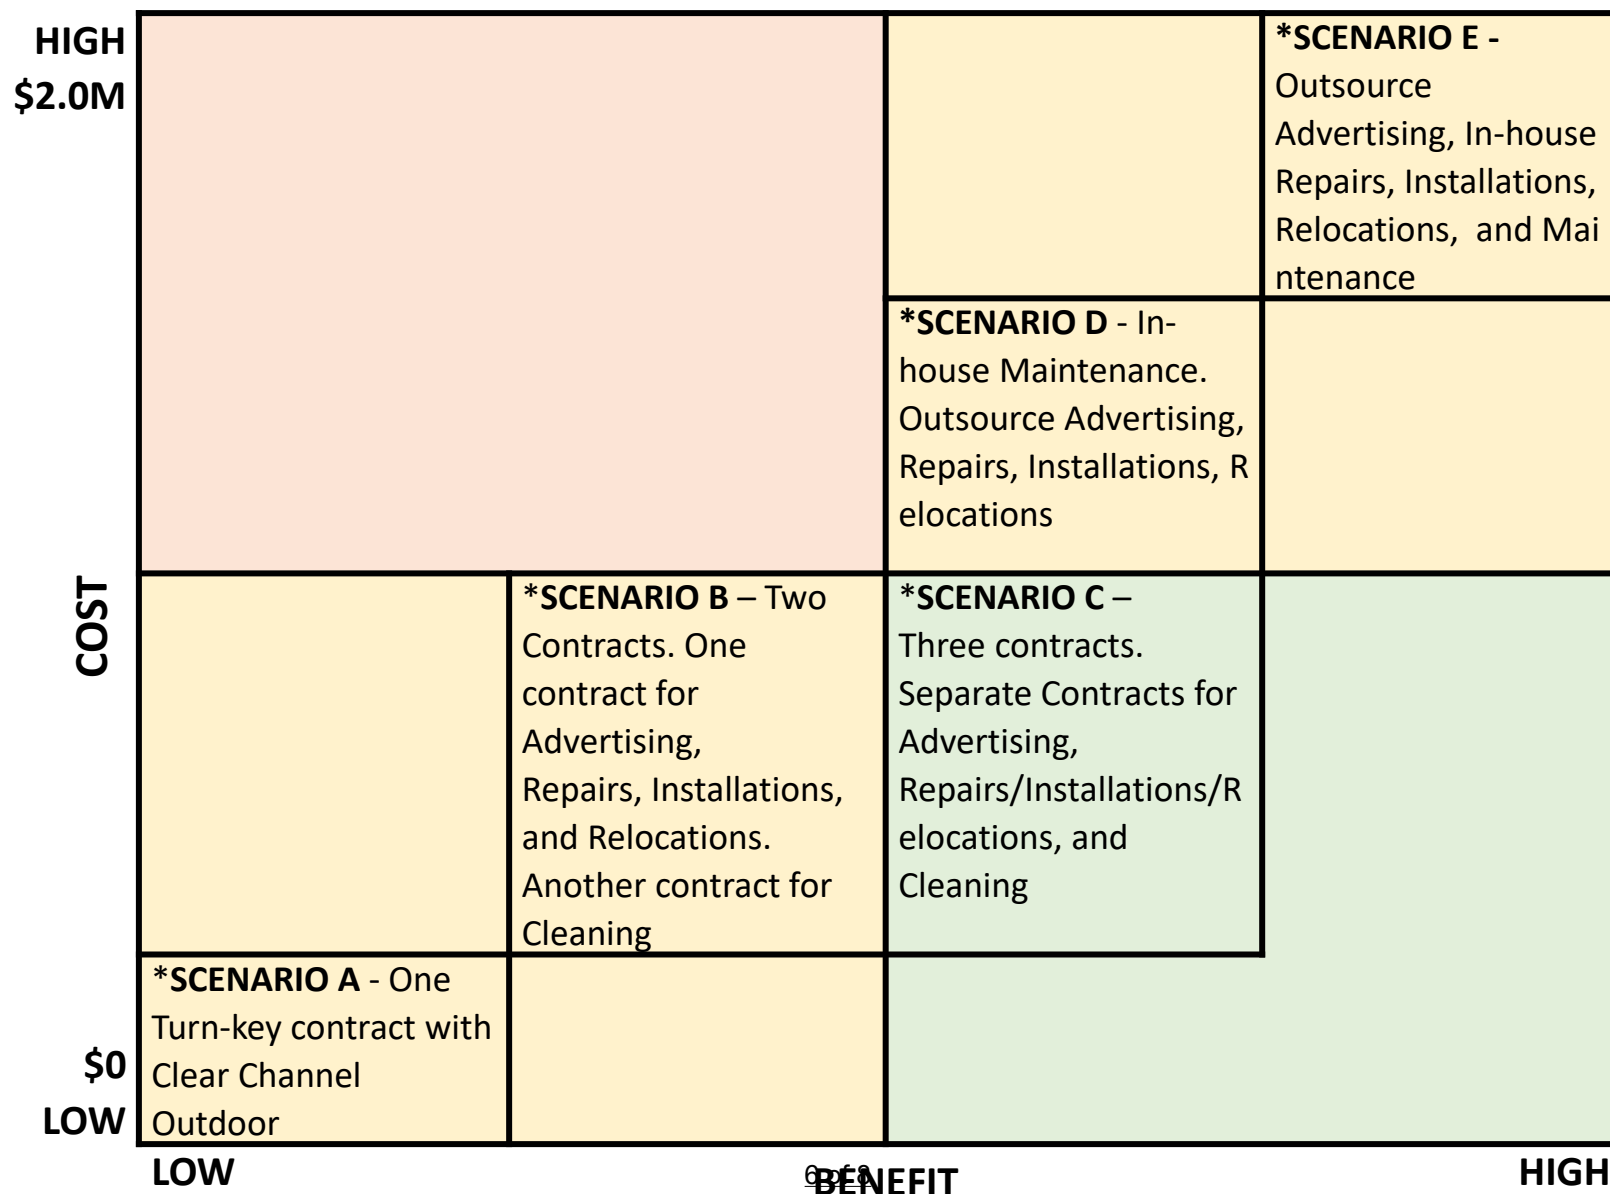 HIGH
$2.0M
*SCENARIO E -
Outsource
Advertising, In-house
Repairs, Installations,
Relocations, and Mai
ntenance
*SCENARIO D - In-
house Maintenance.
Outsource Advertising,
Repairs, Installations, R
elocations
COST
*SCENARIO B – Two
Contracts. One
contract for
Advertising,
Repairs, Installations,
and Relocations.
Another contract for
Cleaning
*SCENARIO C –
Three contracts.
Separate Contracts for
Advertising,
Repairs/Installations/R
elocations, and
Cleaning
*SCENARIO A - One
Turn-key contract with
Clear Channel
Outdoor
$0
LOW
LOW
6 of 8
BENEFIT
HIGH